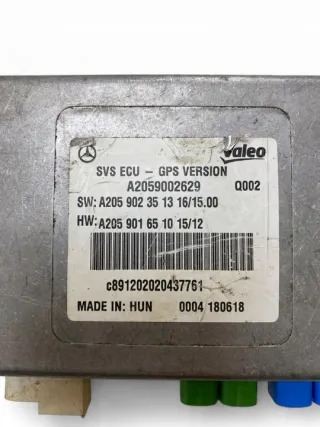 Valeo
SVS ECU - GPS VERSION
A2059002629 Q002
SW: A205 902 35 13 16/15.00
HW: A205 901 65 10 15/12
c891202020437761
MADE IN: HUN 0004 180618